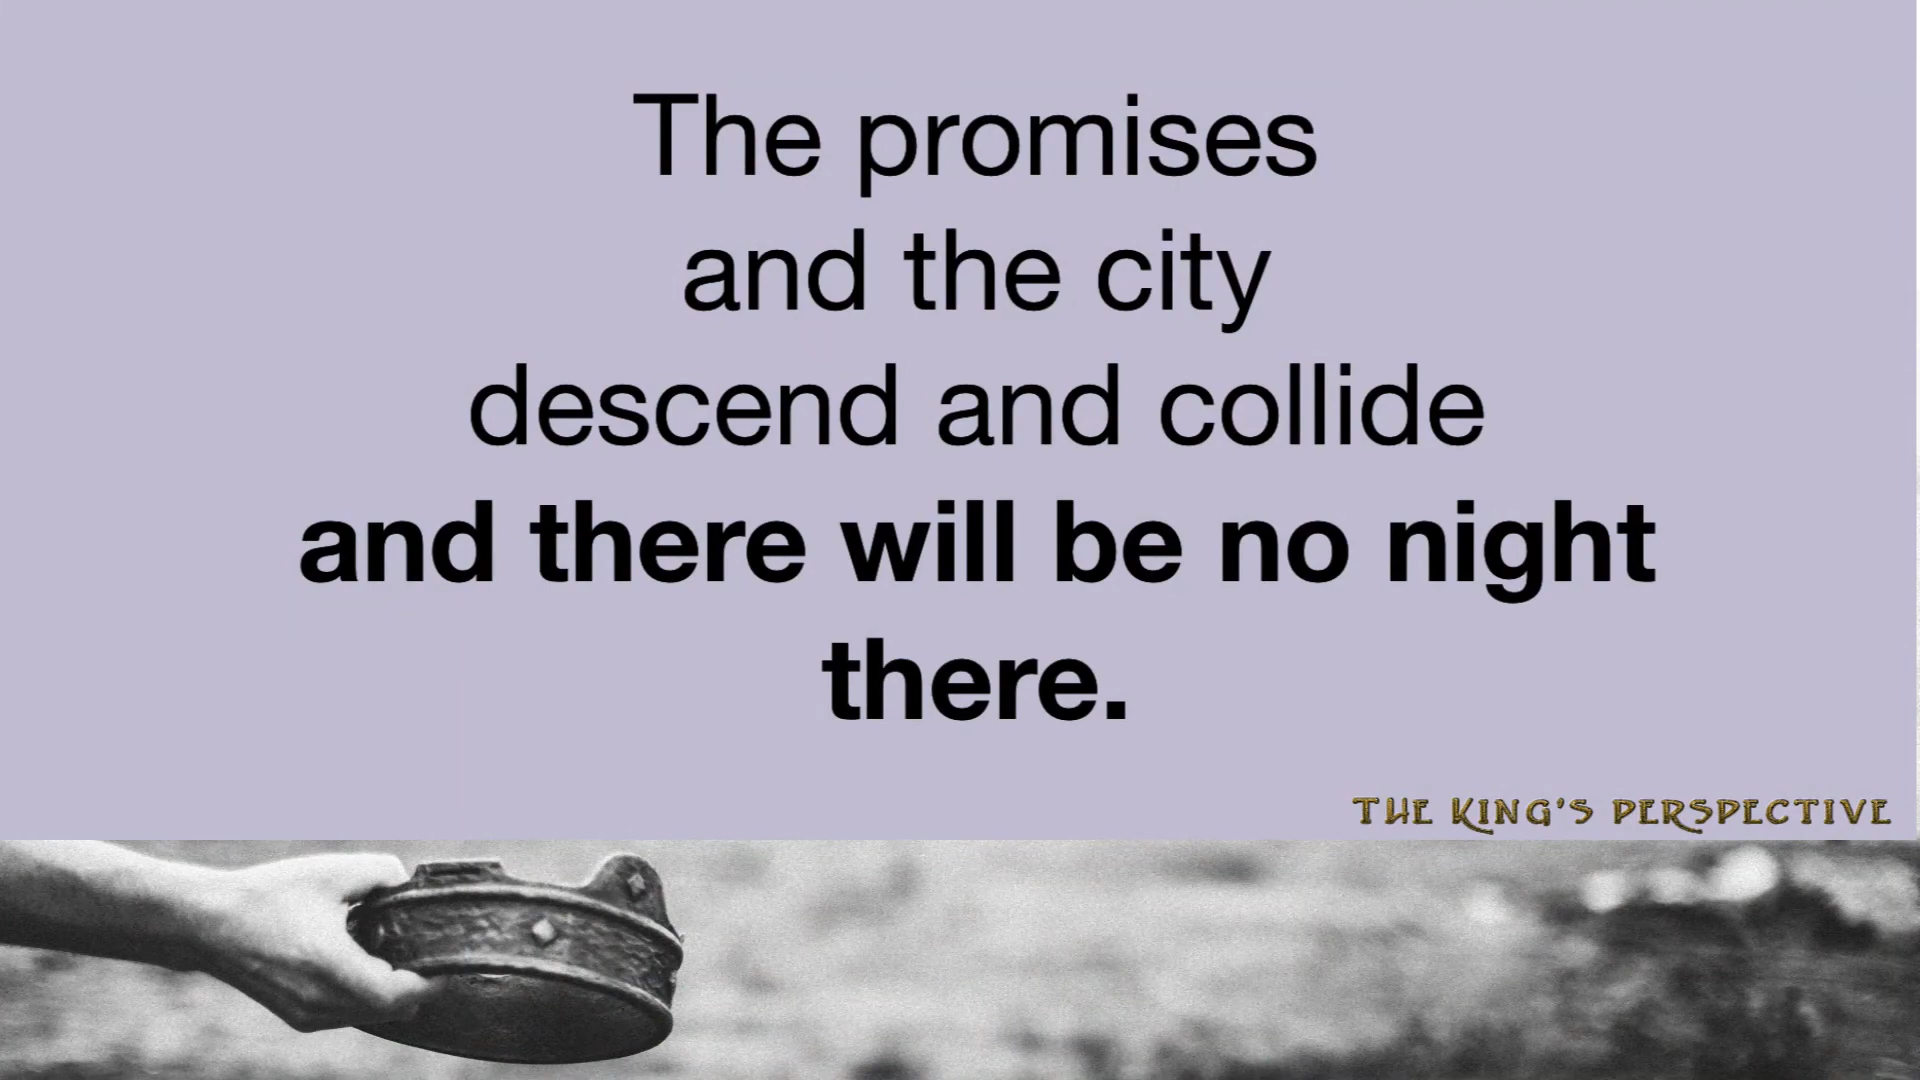 The promises
and the city
descend and collide
and there will be no night
there.
THE KING'S PERSPECTIVE